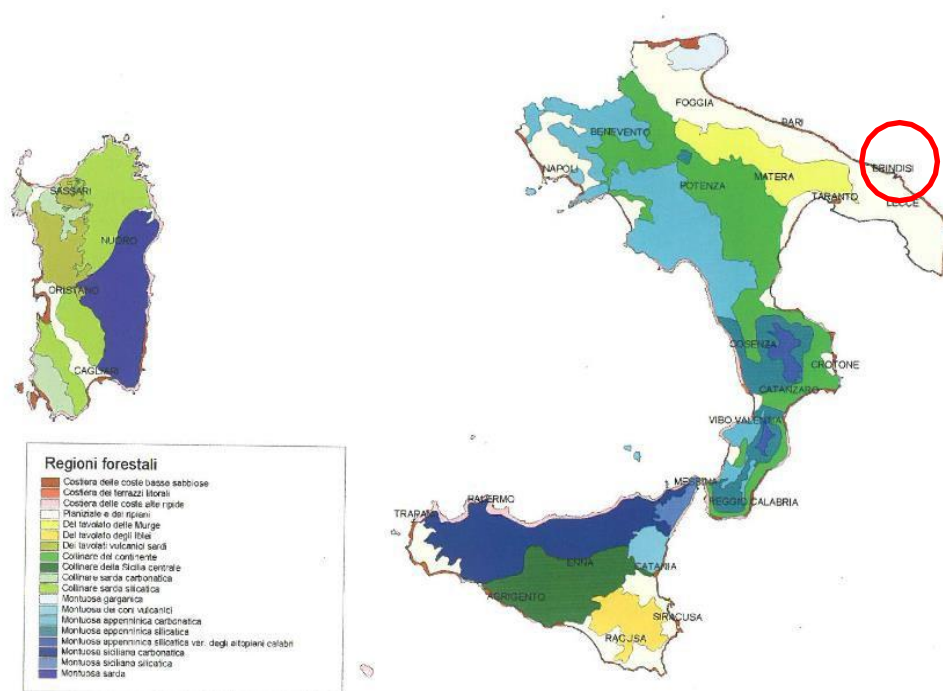 FOGGIA
BARI
BENEVENTO
BRINDISI
NAPOLI
POTENZA
MATERA
TARANTO
LECCE
SASSARI
NUORO
ORISTANO
CAGLIARI
COSENZA
CROTONE
CATANZARO
VIBO VALENTIA
MESSINA
REGGIO CALABRIA
PALERMO
TRAPANI
ENNA
CATANIA
AGRIGENTO
SIRACUSA
RAGUSA
Regioni forestali
Costiera delle coste basse sabbiose
Costiera dei terrazzi litorali
Costiera delle coste alte ripide
Planiziale e dei ripiani
Del tavolato delle Murge
Del tavolato degli Iblei
Dei tavolati vulcanici sardi
Collinare del continente
Collinare della Sicilia centrale
Collinare sarda carbonatica
Collinare sarda silicatica
Montuosa garganica
Montuosa dei coni vulcanici
Montuosa appenninica carbonatica
Montuosa appenninica silicatica
Montuosa appenninica silicatica var. degli altopiani calabri
Montuosa siciliana carbonatica
Montuosa siciliana silicatica
Montuosa sarda